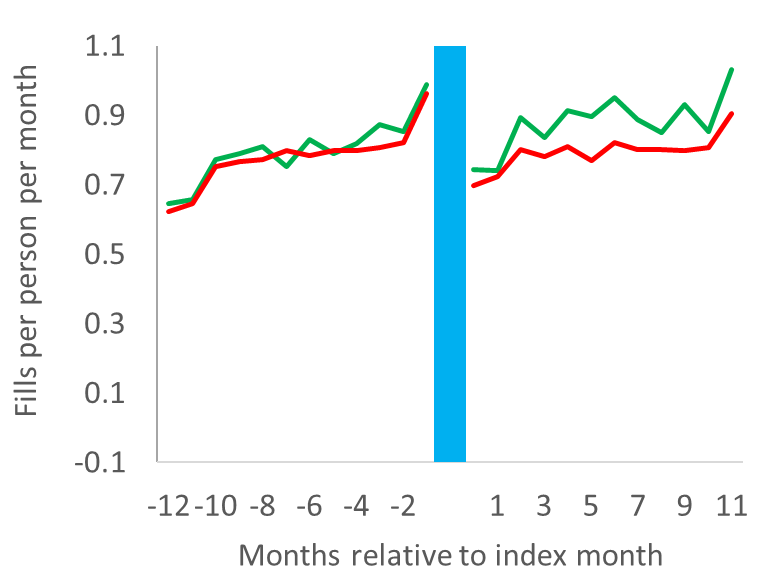 Fills per person per month
1.1
0.9
0.7
0.5
0.3
0.1
-0.1
-12 -10 -8 -6 -4 -2 1 3 5 7 9 11
Months relative to index month